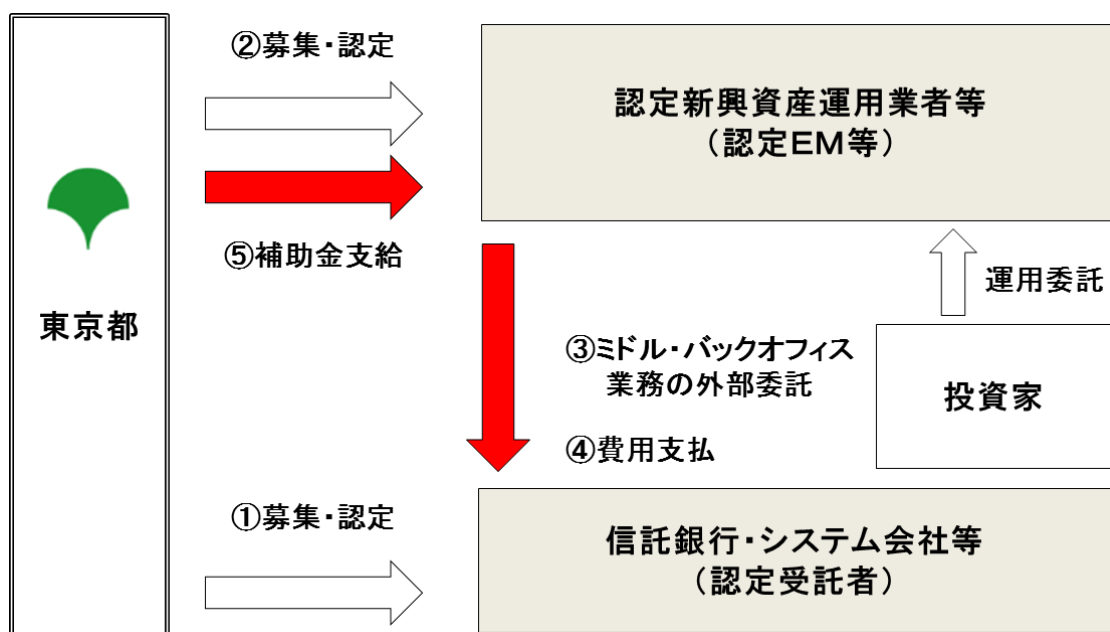 ②募集・認定
認定新興資産運用業者等
（認定EM等）
⑤補助金支給
東京都
運用委託
③ミドル・バックオフィス
業務の外部委託
投資家
④費用支払
①募集・認定
信託銀行・システム会社等
（認定受託者）